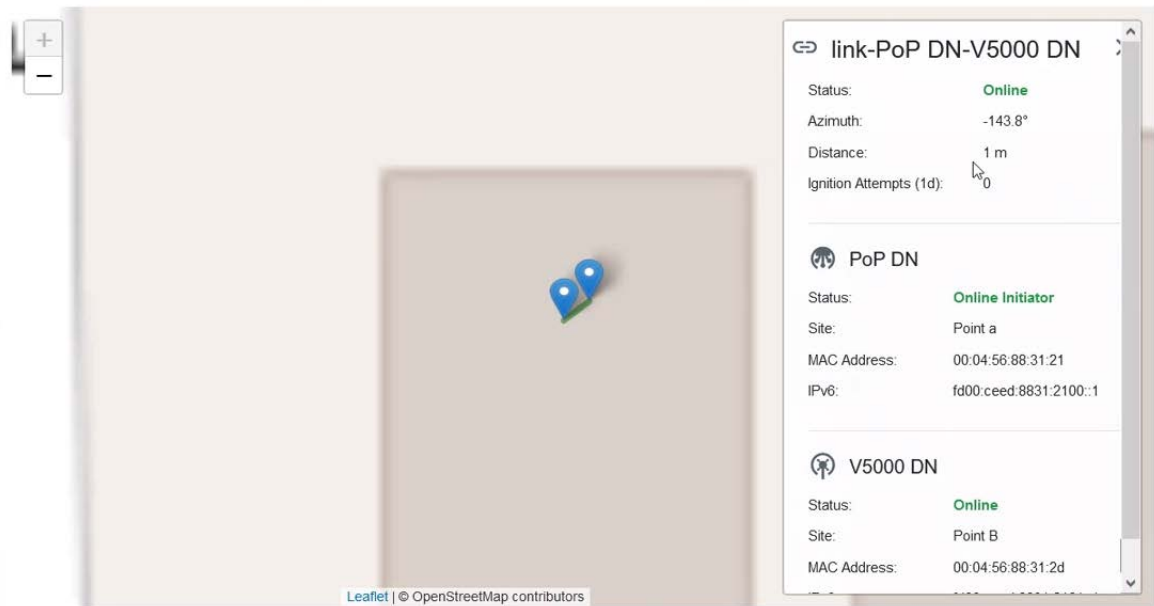 +
−
link-PoP DN-V5000 DN
Status: Online
Azimuth: -143.8°
Distance: 1 m
Ignition Attempts (1d): 0
PoP DN
Status: Online Initiator
Site: Point a
MAC Address: 00:04:56:88:31:21
IPv6: fd00:ceed:8831:2100::1
V5000 DN
Status: Online
Site: Point B
MAC Address: 00:04:56:88:31:2d
Leaflet | © OpenStreetMap contributors